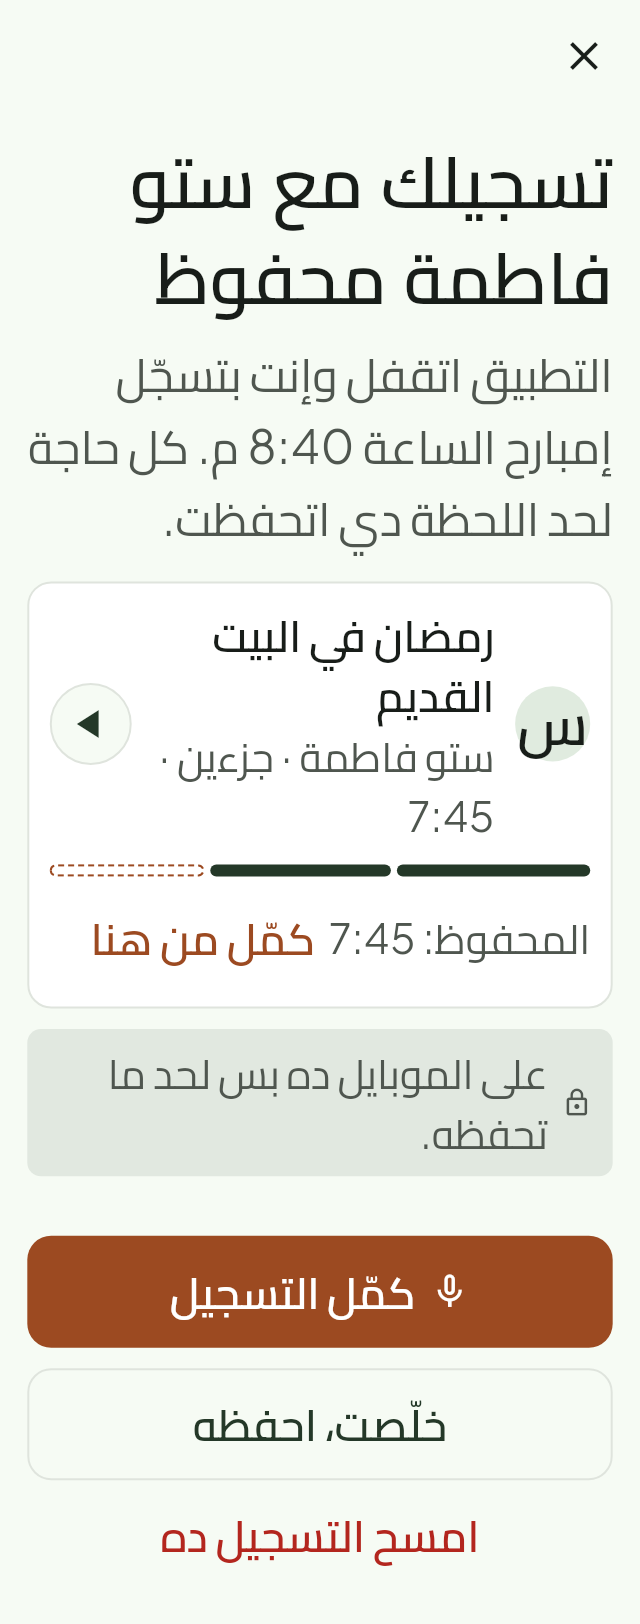 تسجيلك مع ستو
فاطمة محفوظ
التطبيق اتقفل وإنت بتسجّل
إمبارح الساعة 8:40 م. كل حاجة
لحد اللحظة دي اتحفظت.
رمضان في البيت
القديم
س
ستو فاطمة · جزءين ·
7:45
المحفوظ: 7:45 كمّل من هنا
على الموبايل ده بس لحد ما
تحفظه.
كمّل التسجيل
خلّصت، احفظه
امسح التسجيل ده